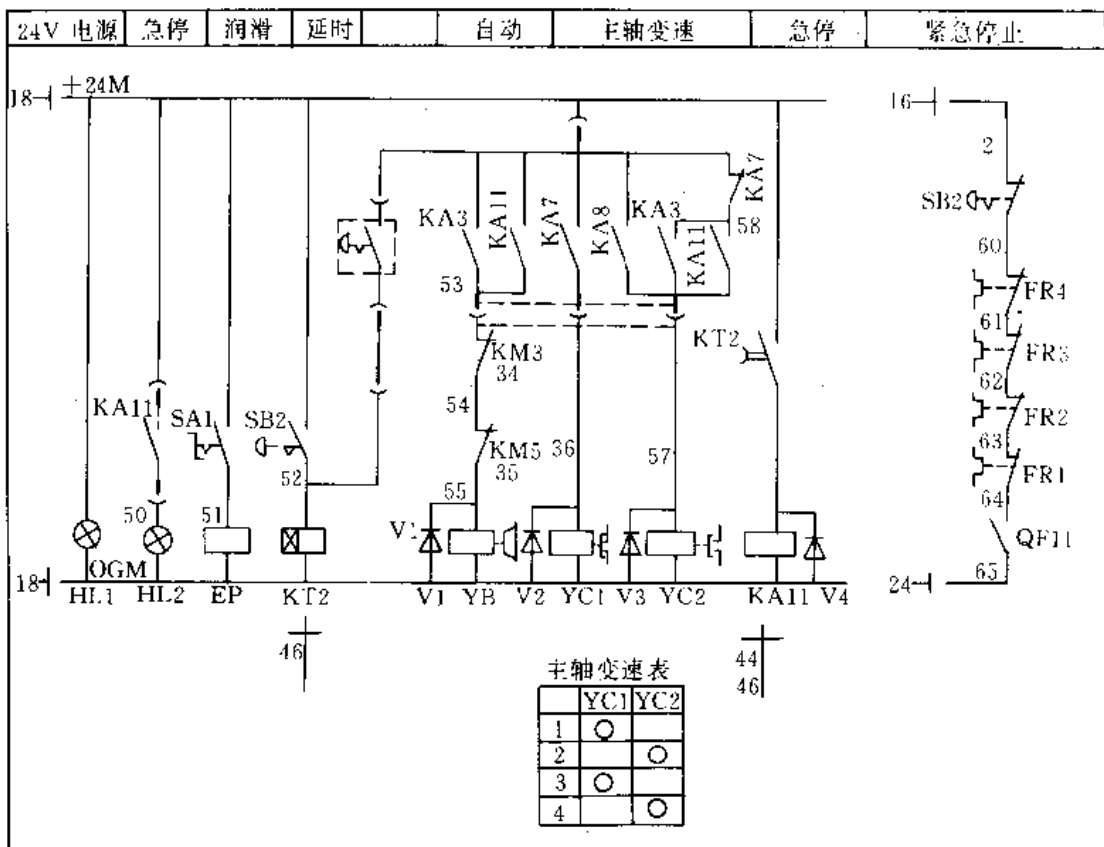 24V 电源 急停 润滑 延时 自动 主轴变速 急停 紧急停止
18 +24M 16
2
KA7
SB2
KA3 KA11 KA7 KA8 KA3 KA11 58
60
53 FR4
61
KM3 KT2 FR3
34 62
KA11 SA1 SB2 54 FR2
KM5 36 57 63
52 35 FR1
55 64
50 51 V1 QF11
18 OGM 24 65
HL1 HL2 EP KT2 V1 YB V2 YC1 V3 YC2 KA11 V4
46 44
46
主轴变速表
YC1 YC2
1 ○
2 ○
3 ○
4 ○